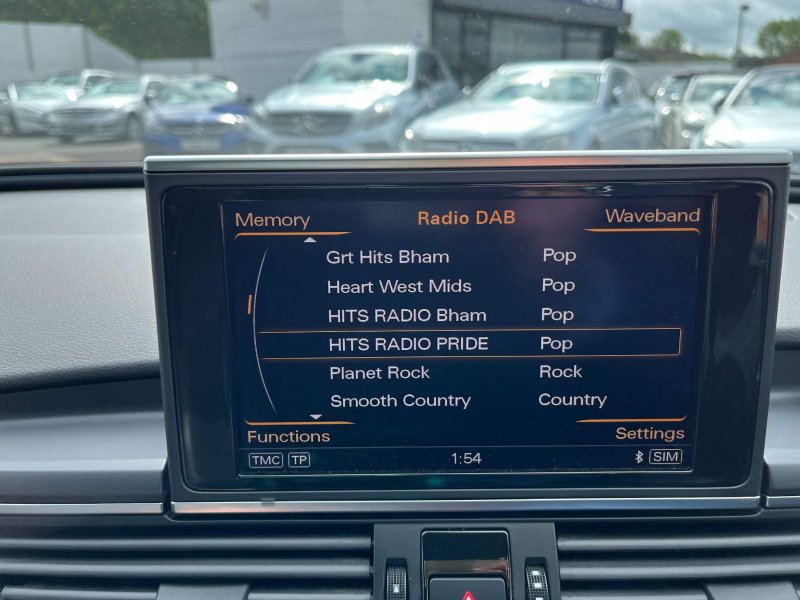 Memory Radio DAB Waveband
Grt Hits Bham Pop
Heart West Mids Pop
HITS RADIO Bham Pop
HITS RADIO PRIDE Pop
Planet Rock Rock
Smooth Country Country
Functions Settings
TMC TP 1:54 SIM